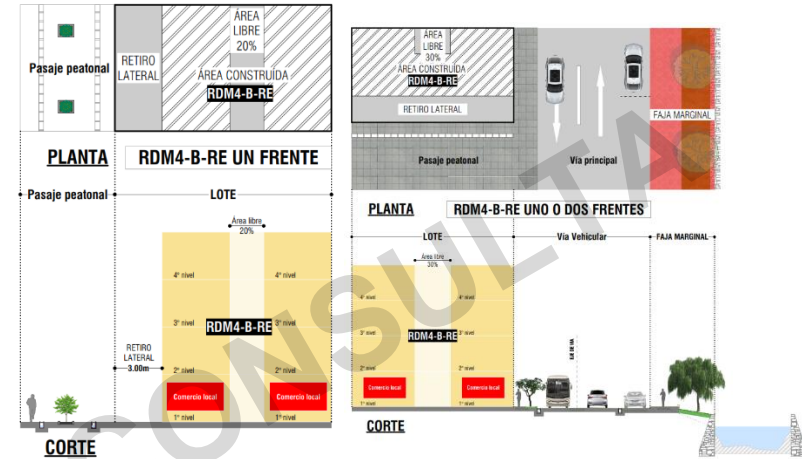 ÁREA
LIBRE
20%
Pasaje peatonal
RETIRO
LATERAL
ÁREA CONSTRUÍDA
RDM4-B-RE
PLANTA
RDM4-B-RE UN FRENTE
Pasaje peatonal
LOTE
Área libre
20%
4° nivel
4° nivel
3° nivel
RDM4-B-RE
3° nivel
RETIRO
LATERAL
3.00m
2° nivel
2° nivel
Comercio local
Comercio local
1° nivel
1° nivel
CORTE
ÁREA
LIBRE
30%
ÁREA CONSTRUÍDA
RDM4-B-RE
RETIRO LATERAL
FAJA MARGINAL
Pasaje peatonal
Vía principal
PLANTA
RDM4-B-RE UNO O DOS FRENTES
LOTE
Vía Vehicular
FAJA MARGINAL
Área libre
30%
4° nivel
4° nivel
3° nivel
RDM4-B-RE
3° nivel
EJE DE VIA
2° nivel
2° nivel
Comercio local
Comercio local
1° nivel
1° nivel
CORTE
CONSULTA